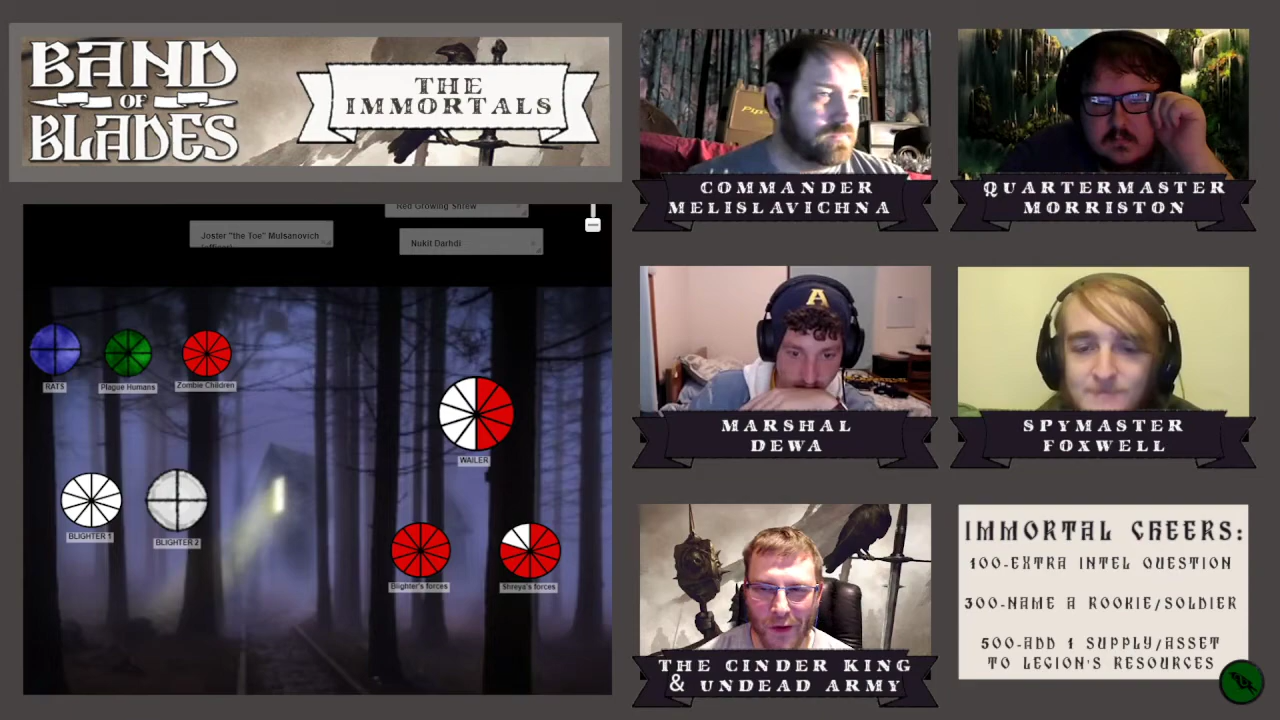 BAND
OF
BLADES
THE
IMMORTALS
Red Growing Shrew
Joster "the Toe" Mulsanovich
Nukit Darhdi
RATS
Plague Humans
Zombie Children
WAILER
BLIGHTER 1
BLIGHTER 2
Blighter's forces
Shreya's forces
COMMANDER
MELISLAVICHNA
QUARTERMASTER
MORRISTON
A
MARSHAL
DEWA
SPYMASTER
FOXWELL
THE CINDER KING
& UNDEAD ARMY
IMMORTAL CHEERS:
100-EXTRA INTEL QUESTION
300-NAME A ROOKIE/SOLDIER
500-ADD 1 SUPPLY/ASSET
TO LEGION'S RESOURCES